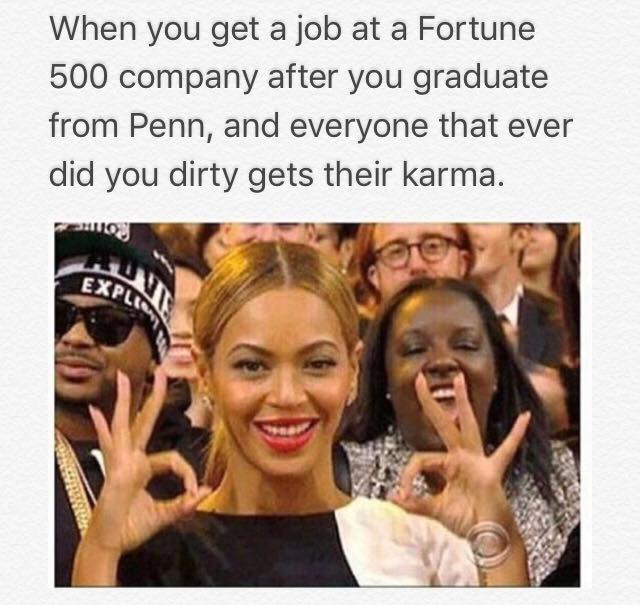 When you get a job at a Fortune
500 company after you graduate
from Penn, and everyone that ever
did you dirty gets their karma.
EXPLI